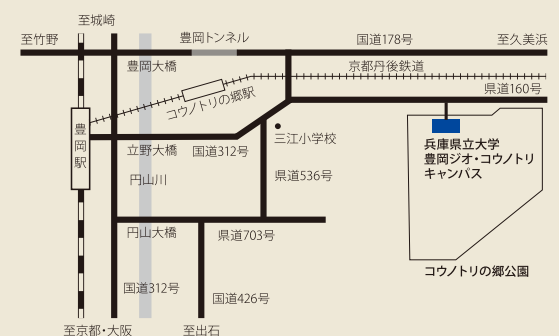 至城崎
至竹野
豊岡トンネル
国道178号
至久美浜
豊岡大橋
京都丹後鉄道
県道160号
コウノトリの郷駅
豊岡駅
三江小学校
立野大橋
国道312号
兵庫県立大学
豊岡ジオ・コウノトリ
キャンパス
円山川
県道536号
円山大橋
県道703号
コウノトリの郷公園
国道312号
国道426号
至京都・大阪
至出石